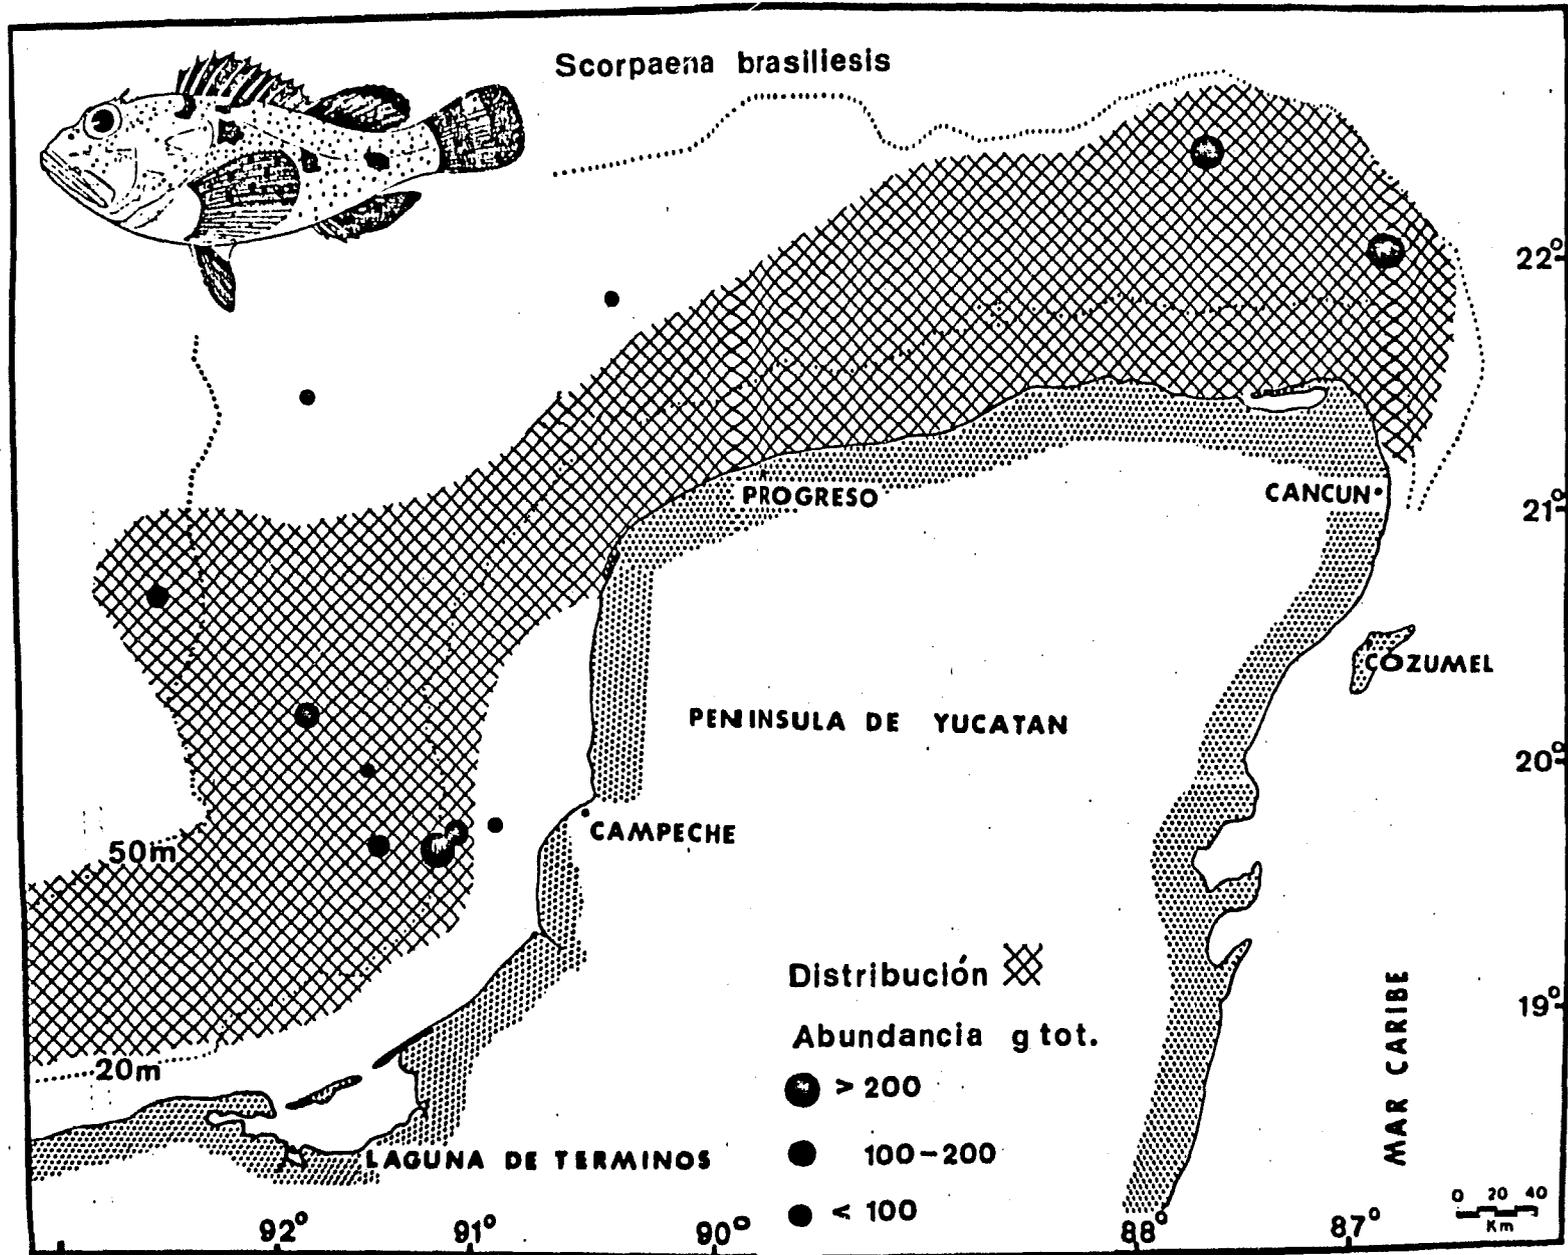 Scorpaena brasiliesis
22°
PROGRESO
CANCUN
21°
COZUMEL
PENINSULA DE YUCATAN
20°
CAMPECHE
50m
Distribución
19°
Abundancia g tot.
20m
> 200
MAR CARIBE
100-200
LAGUNA DE TERMINOS
< 100
0 20 40
Km
92° 91° 90° 88° 87°